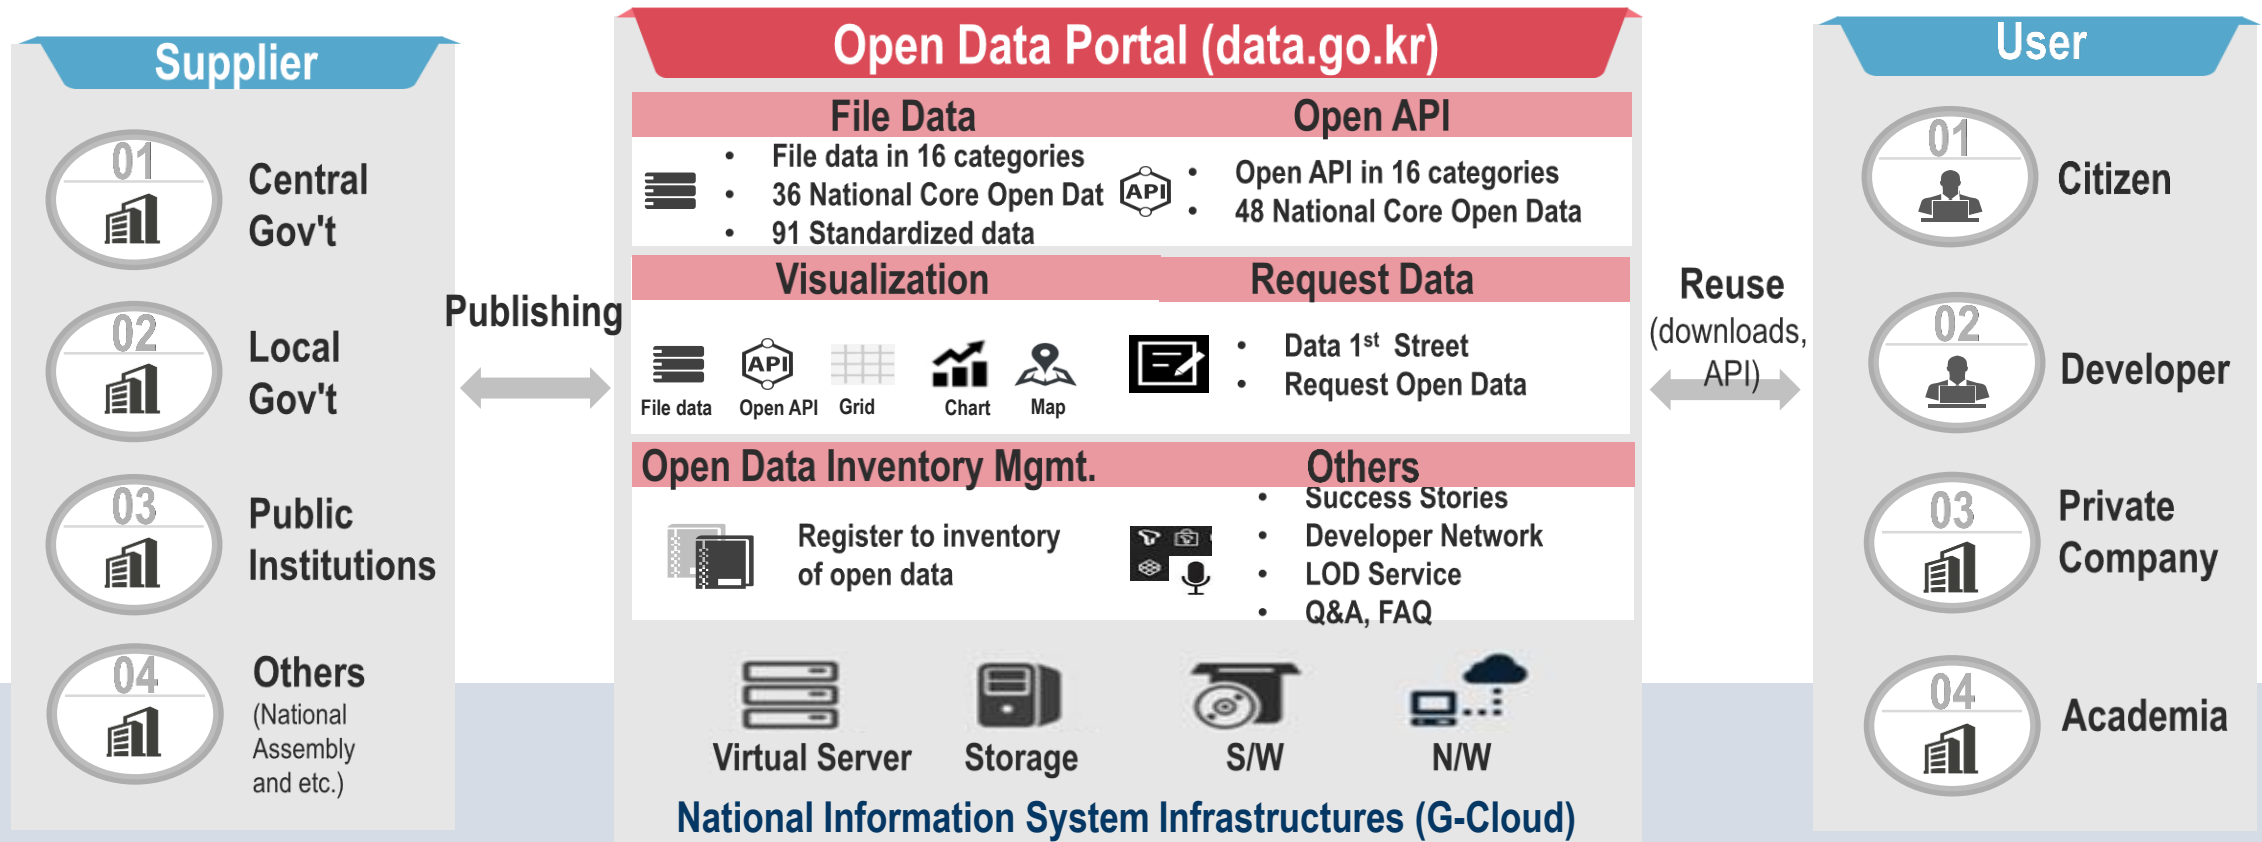 Supplier
01
Central
Gov't
02
Local
Gov't
03
Public
Institutions
04
Others
(National
Assembly
and etc.)
Publishing
Open Data Portal (data.go.kr)
File Data
File data in 16 categories
36 National Core Open Dat
91 Standardized data
Open API
API
Open API in 16 categories
48 National Core Open Data
Visualization
API
File data
Open API
Grid
Chart
Map
Request Data
Data 1st Street
Request Open Data
Open Data Inventory Mgmt.
Register to inventory
of open data
Others
Success Stories
Developer Network
LOD Service
Q&A, FAQ
Virtual Server
Storage
S/W
N/W
National Information System Infrastructures (G-Cloud)
Reuse
(downloads,
API)
User
01
Citizen
02
Developer
03
Private
Company
04
Academia